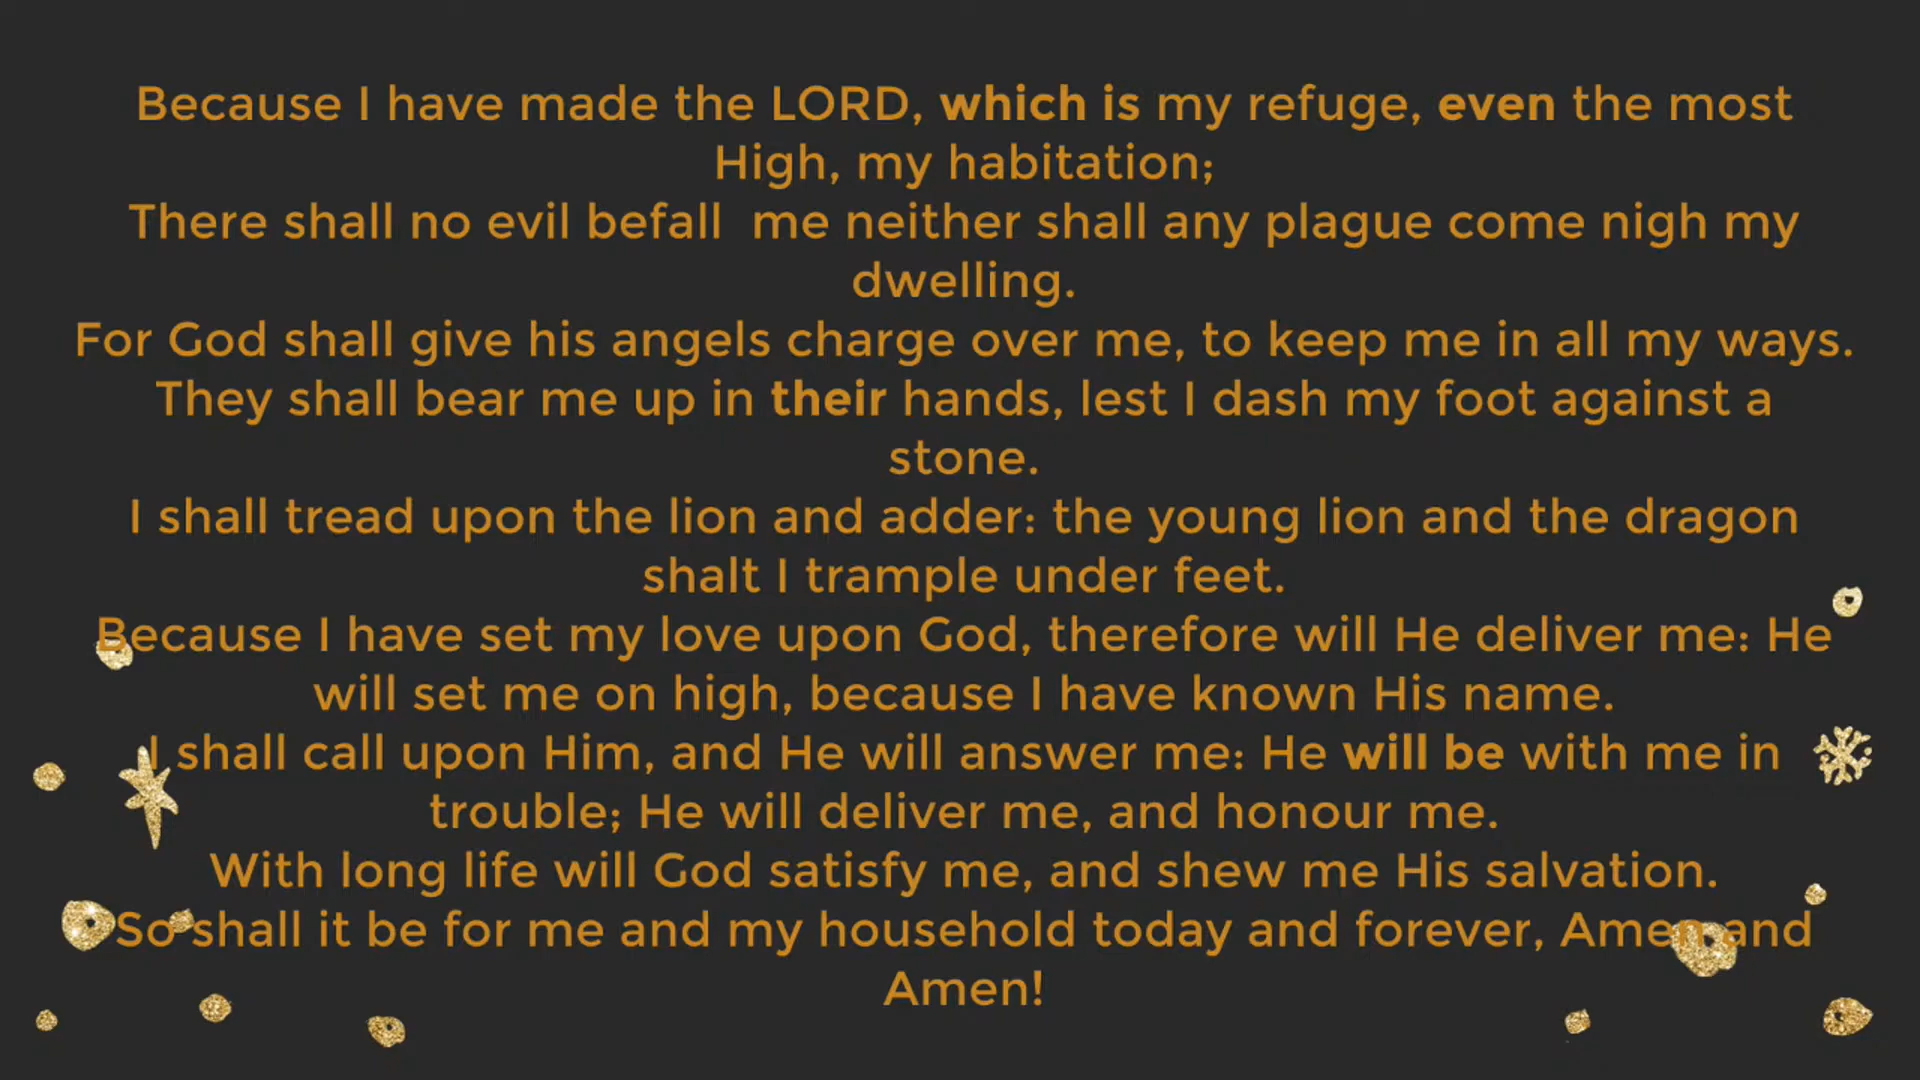 Because I have made the LORD, which is my refuge, even the most
High, my habitation;
There shall no evil befall  me neither shall any plague come nigh my
dwelling.
For God shall give his angels charge over me, to keep me in all my ways.
They shall bear me up in their hands, lest I dash my foot against a
stone.
I shall tread upon the lion and adder: the young lion and the dragon
shalt I trample under feet.
Because I have set my love upon God, therefore will He deliver me: He
will set me on high, because I have known His name.
I shall call upon Him, and He will answer me: He will be with me in
trouble; He will deliver me, and honour me.
With long life will God satisfy me, and shew me His salvation.
So shall it be for me and my household today and forever, Amen and
Amen!